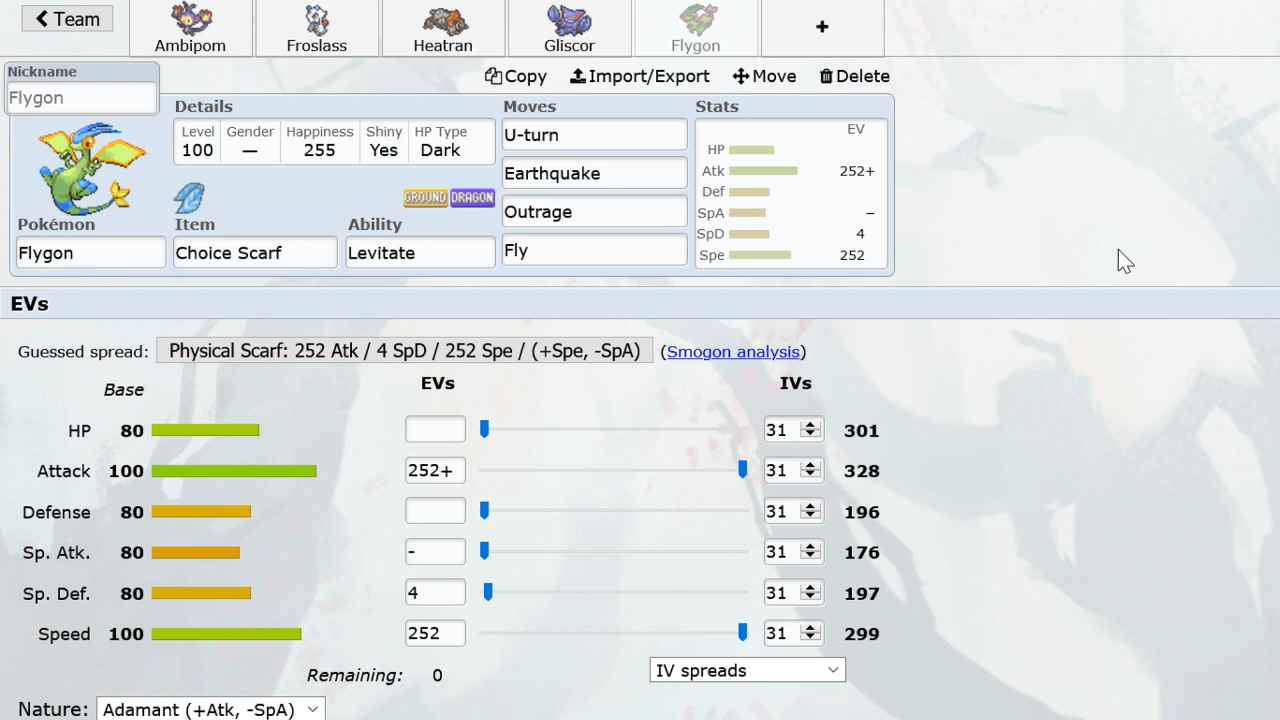 Team
Ambipom
Froslass
Heatran
Gliscor
Flygon
+
Copy
Import/Export
Move
Delete
Nickname
Flygon
Details
Level
100
Gender
—
Happiness
255
Shiny
Yes
HP Type
Dark
GROUND DRAGON
Pokémon
Flygon
Item
Choice Scarf
Ability
Levitate
Moves
U-turn
Earthquake
Outrage
Fly
Stats
EV
HP
Atk 252+
Def
SpA –
SpD 4
Spe 252
EVs
Guessed spread: Physical Scarf: 252 Atk / 4 SpD / 252 Spe / (+Spe, -SpA) (Smogon analysis)
Base EVs IVs
HP 80 31 301
Attack 100 252+ 31 328
Defense 80 31 196
Sp. Atk. 80 - 31 176
Sp. Def. 80 4 31 197
Speed 100 252 31 299
Remaining: 0 IV spreads
Nature: Adamant (+Atk, -SpA)